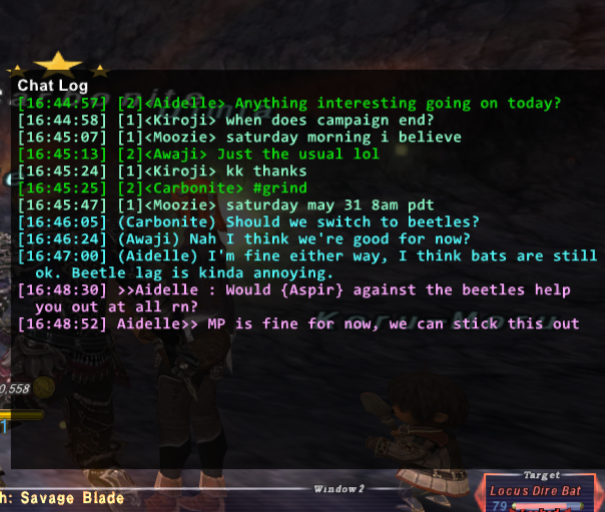 Chat Log
[16:44:57] [2]<Aidelle> Anything interesting going on today?
[16:44:58] [1]<Kiroji> when does campaign end?
[16:45:07] [1]<Moozie> saturday morning i believe
[16:45:13] [2]<Awaji> Just the usual lol
[16:45:24] [1]<Kiroji> kk thanks
[16:45:25] [2]<Carbonite> #grind
[16:45:47] [1]<Moozie> saturday may 31 8am pdt
[16:46:05] (Carbonite) Should we switch to beetles?
[16:46:24] (Awaji) Nah I think we're good for now?
[16:47:00] (Aidelle) I'm fine either way, I think bats are still
ok. Beetle lag is kinda annoying.
[16:48:30] >>Aidelle : Would {Aspir} against the beetles help
you out at all rn?
[16:48:52] Aidelle>> MP is fine for now, we can stick this out
0,558
1
h: Savage Blade
Window 2
Target
Locus Dire Bat
79